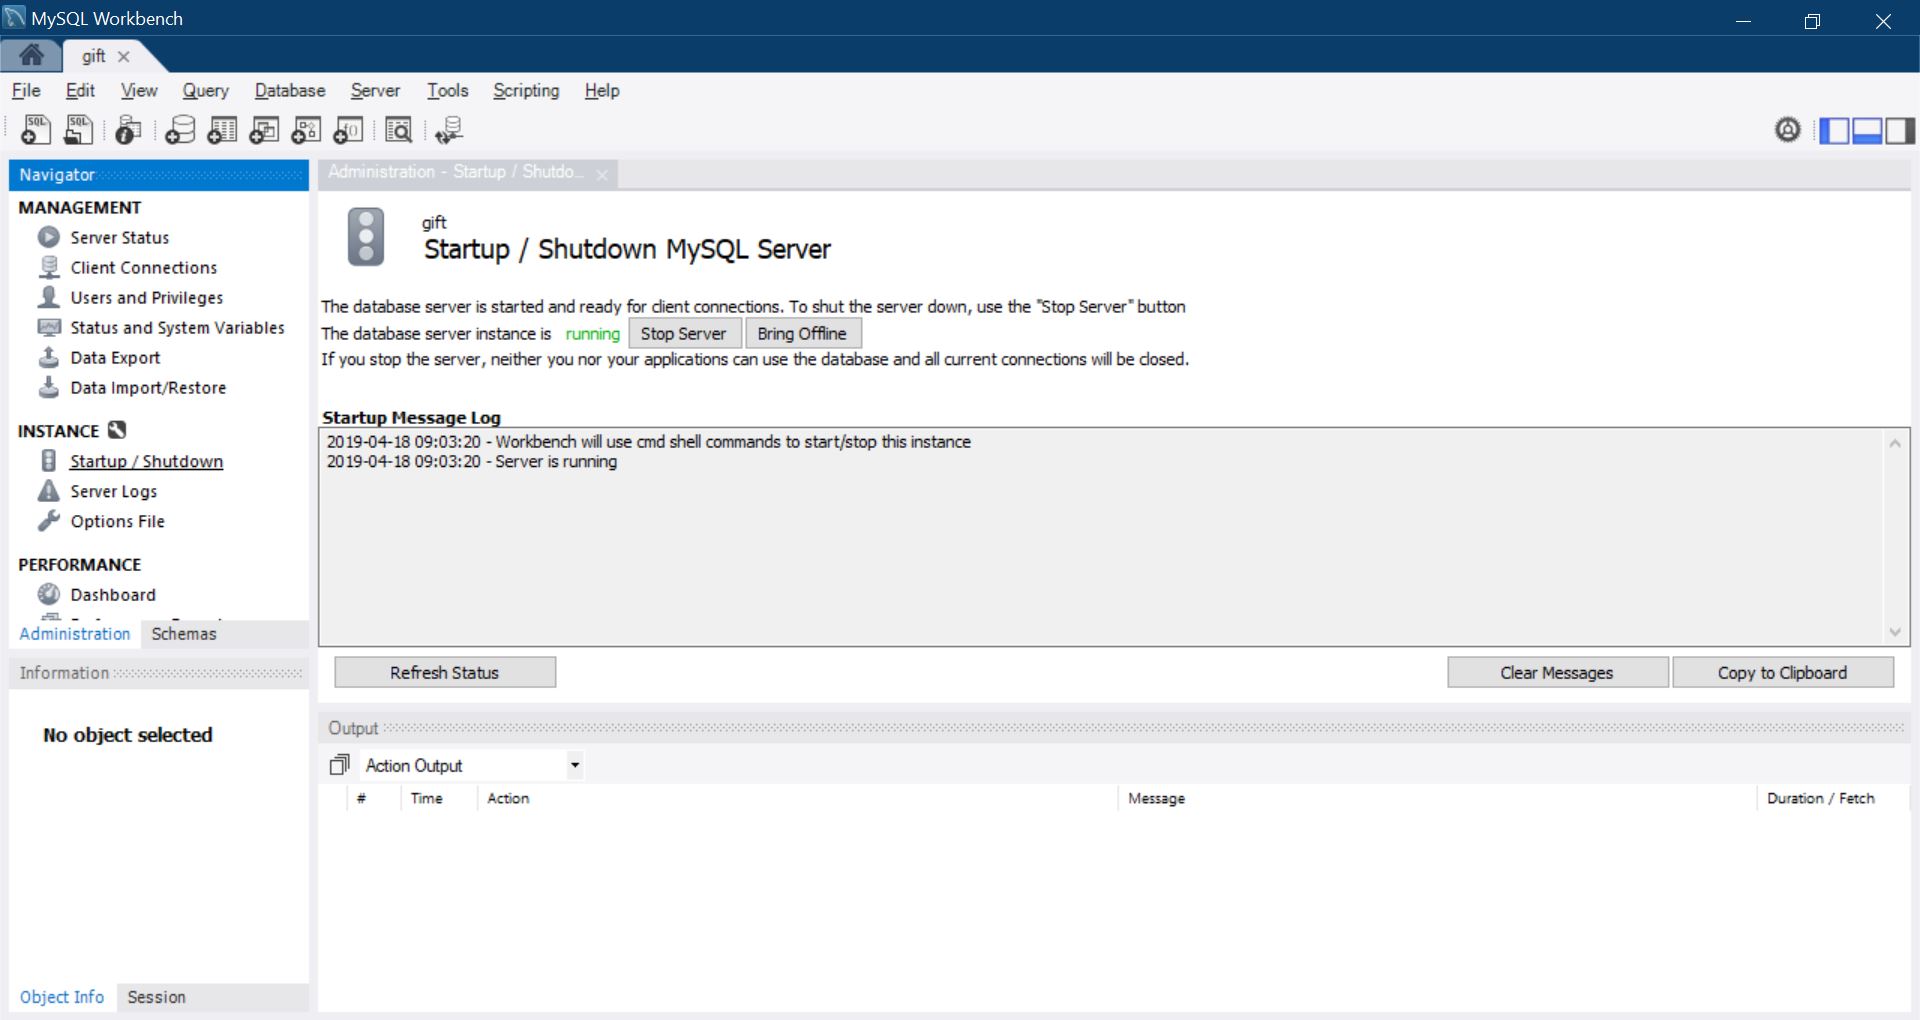 MySQL Workbench
gift
File Edit View Query Database Server Tools Scripting Help
SQL SQL
Navigator
MANAGEMENT
Server Status
Client Connections
Users and Privileges
Status and System Variables
Data Export
Data Import/Restore
INSTANCE
Startup / Shutdown
Server Logs
Options File
PERFORMANCE
Dashboard
Administration Schemas
Information
No object selected
Object Info Session
Administration - Startup / Shutdo...
gift
Startup / Shutdown MySQL Server
The database server is started and ready for client connections. To shut the server down, use the "Stop Server" button
The database server instance is running Stop Server Bring Offline
If you stop the server, neither you nor your applications can use the database and all current connections will be closed.
Startup Message Log
2019-04-18 09:03:20 - Workbench will use cmd shell commands to start/stop this instance
2019-04-18 09:03:20 - Server is running
Refresh Status Clear Messages Copy to Clipboard
Output
Action Output
# Time Action Message Duration / Fetch